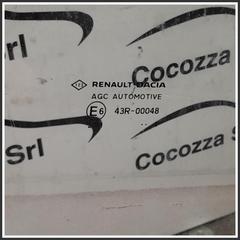 Srl
Cocozza
RENAULT-DACIA
AGC AUTOMOTIVE
E6 43R-00048
Srl
Cocozza S